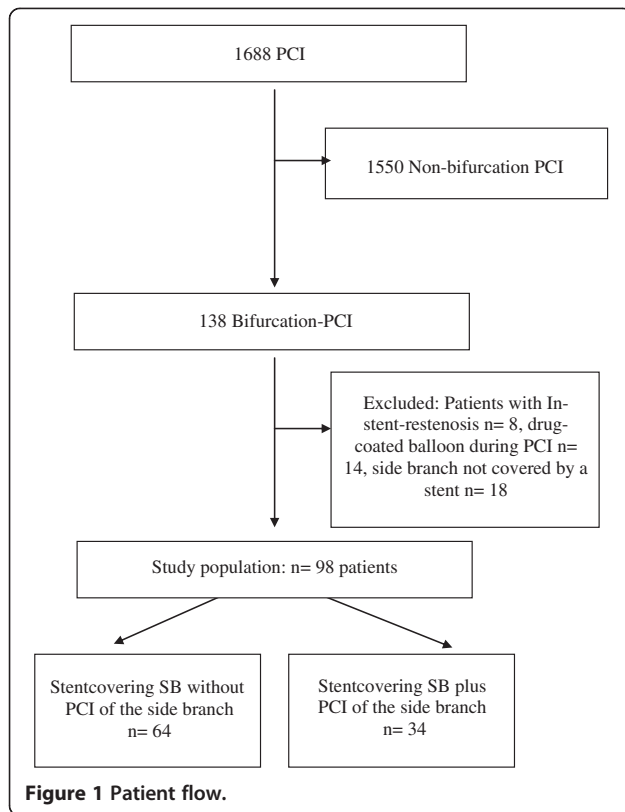 1688 PCI
1550 Non-bifurcation PCI
138 Bifurcation-PCI
Excluded: Patients with In-
stent-restenosis n= 8, drug-
coated balloon during PCI n=
14, side branch not covered by a
stent n= 18
Study population: n= 98 patients
Stentcovering SB without
PCI of the side branch
n= 64
Stentcovering SB plus
PCI of the side branch
n= 34
Figure 1 Patient flow.